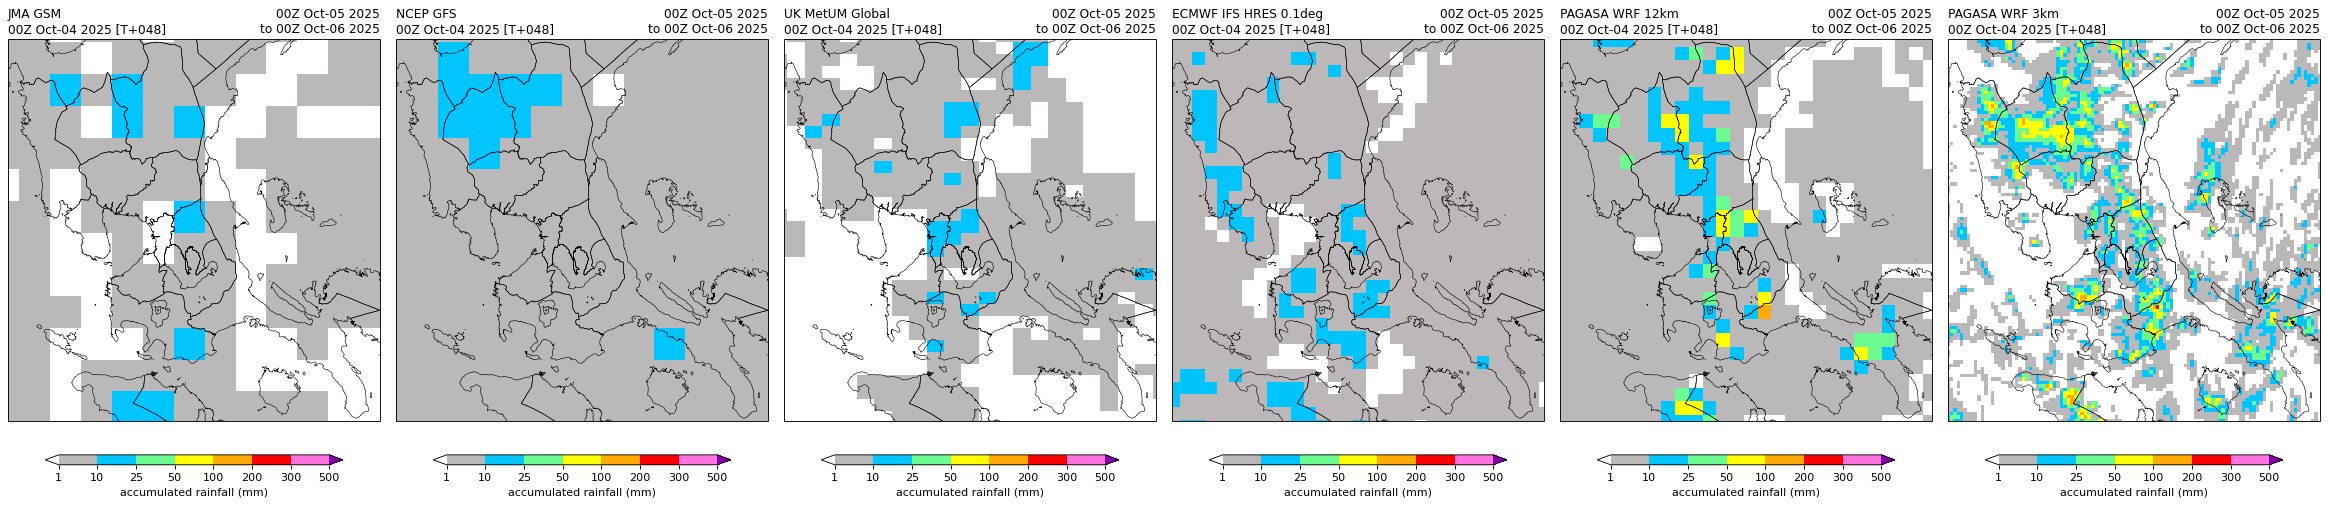 JMA GSM 00Z Oct-05 2025
00Z Oct-04 2025 [T+048] to 00Z Oct-06 2025
NCEP GFS 00Z Oct-05 2025
00Z Oct-04 2025 [T+048] to 00Z Oct-06 2025
UK MetUM Global 00Z Oct-05 2025
00Z Oct-04 2025 [T+048] to 00Z Oct-06 2025
ECMWF IFS HRES 0.1deg 00Z Oct-05 2025
00Z Oct-04 2025 [T+048] to 00Z Oct-06 2025
PAGASA WRF 12km 00Z Oct-05 2025
00Z Oct-04 2025 [T+048] to 00Z Oct-06 2025
PAGASA WRF 3km 00Z Oct-05 2025
00Z Oct-04 2025 [T+048] to 00Z Oct-06 2025
1 10 25 50 100 200 300 500
accumulated rainfall (mm)
1 10 25 50 100 200 300 500
accumulated rainfall (mm)
1 10 25 50 100 200 300 500
accumulated rainfall (mm)
1 10 25 50 100 200 300 500
accumulated rainfall (mm)
1 10 25 50 100 200 300 500
accumulated rainfall (mm)
1 10 25 50 100 200 300 500
accumulated rainfall (mm)